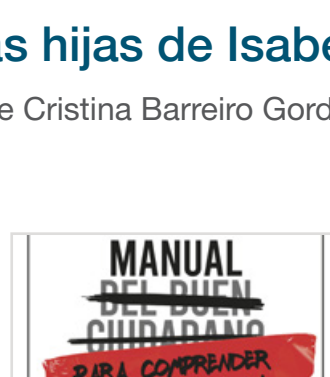 as hijas de Isabe
e Cristina Barreiro Gord
MANUAL
DEL BUEN
CIUDADANO
PARA COMPRENDER